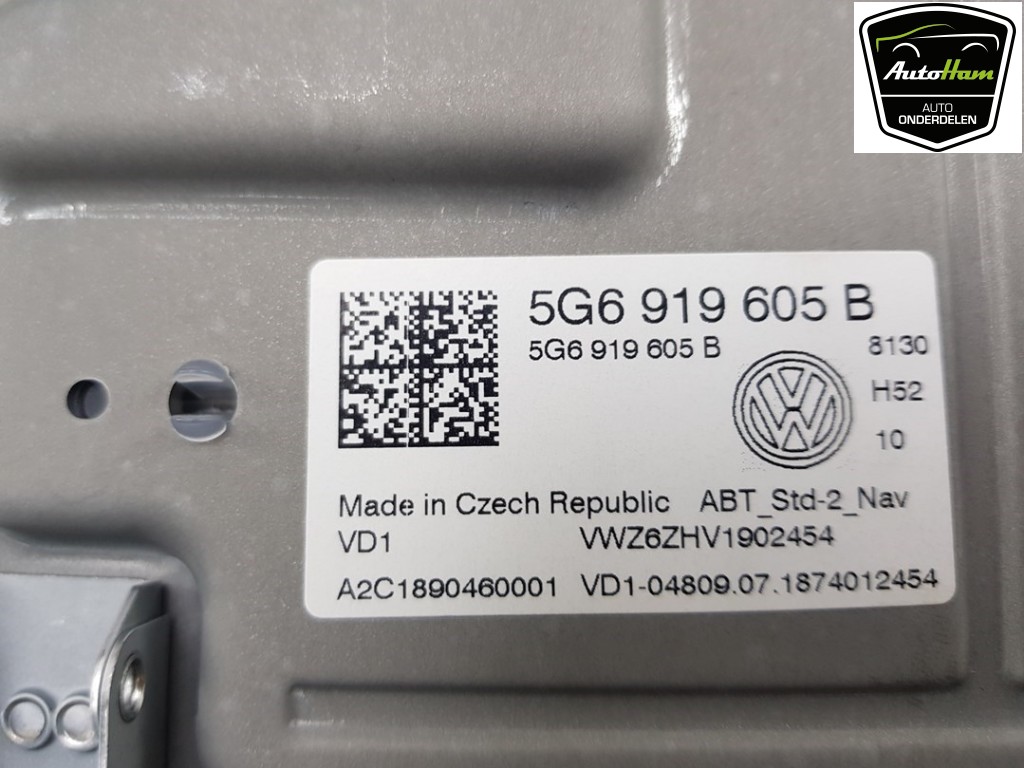 AutoHam
AUTO
ONDERDELEN
5G6 919 605 B
5G6 919 605 B
8130
H52
10
Made in Czech Republic ABT_Std-2_Nav
VD1 VWZ6ZHV1902454
A2C1890460001 VD1-04809.07.1874012454